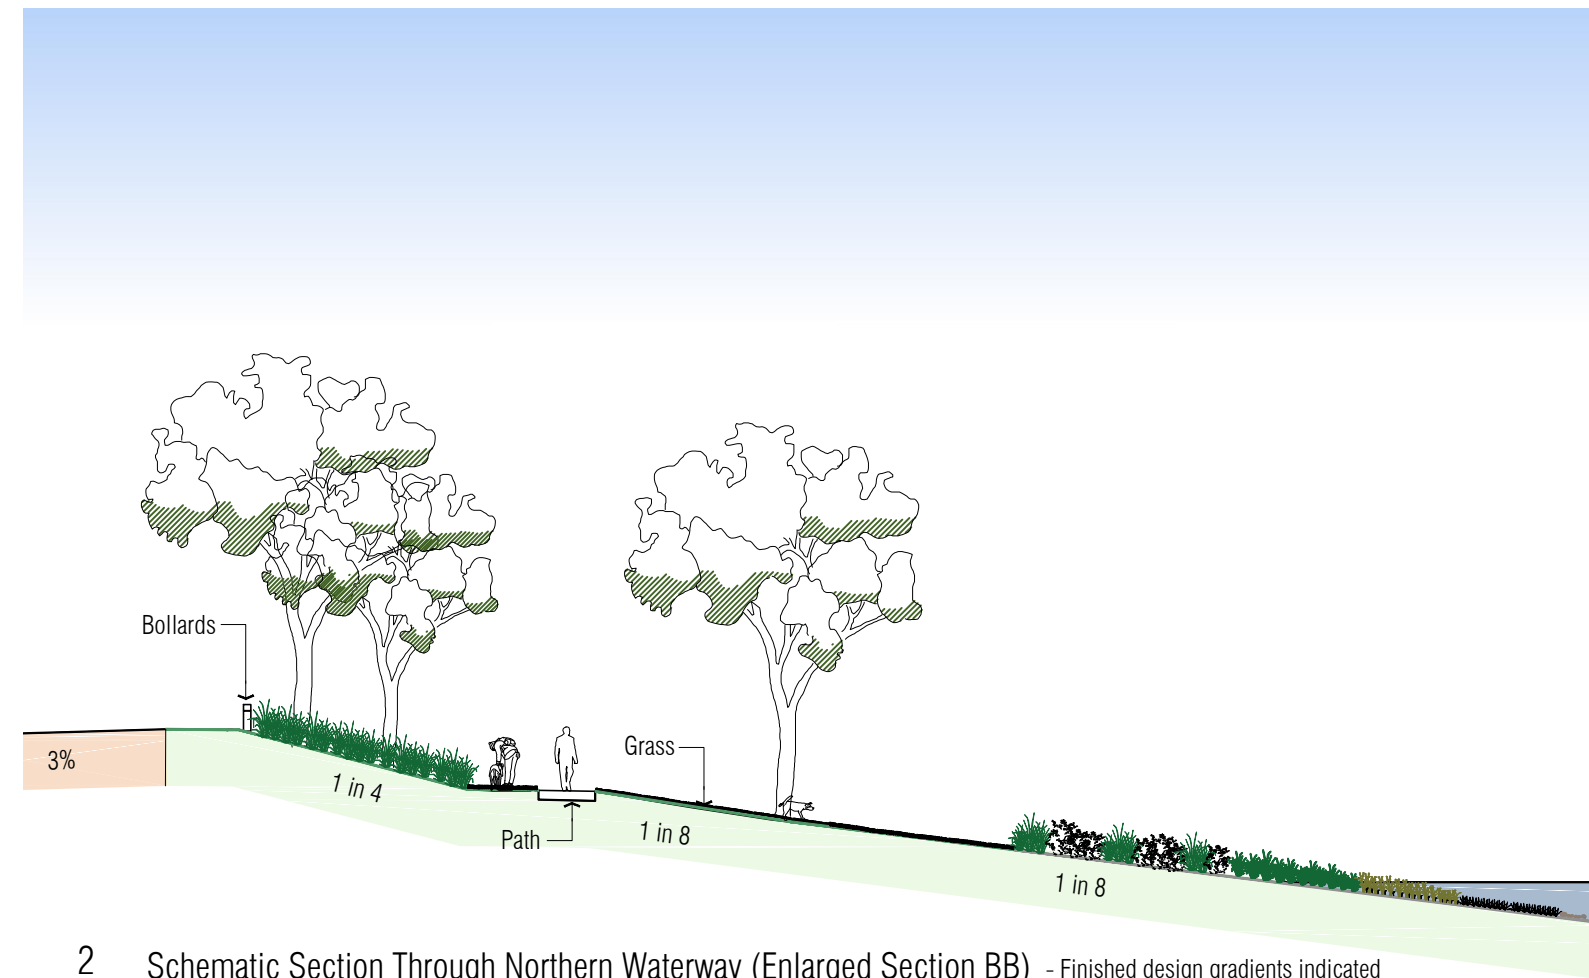 Bollards
3%
1 in 4
Grass
Path
1 in 8
1 in 8
2 Schematic Section Through Northern Waterway (Enlarged Section BB) - Finished design gradients indicated